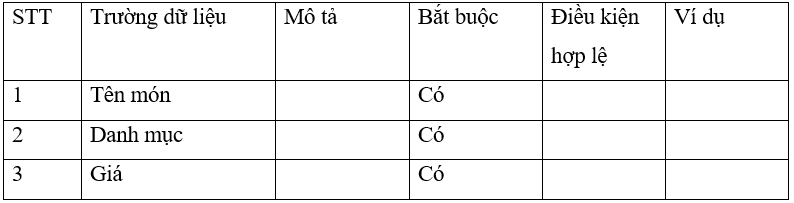 STT Trường dữ liệu Mô tả Bắt buộc Điều kiện hợp lệ Ví dụ
1 Tên món Có
2 Danh mục Có
3 Giá Có